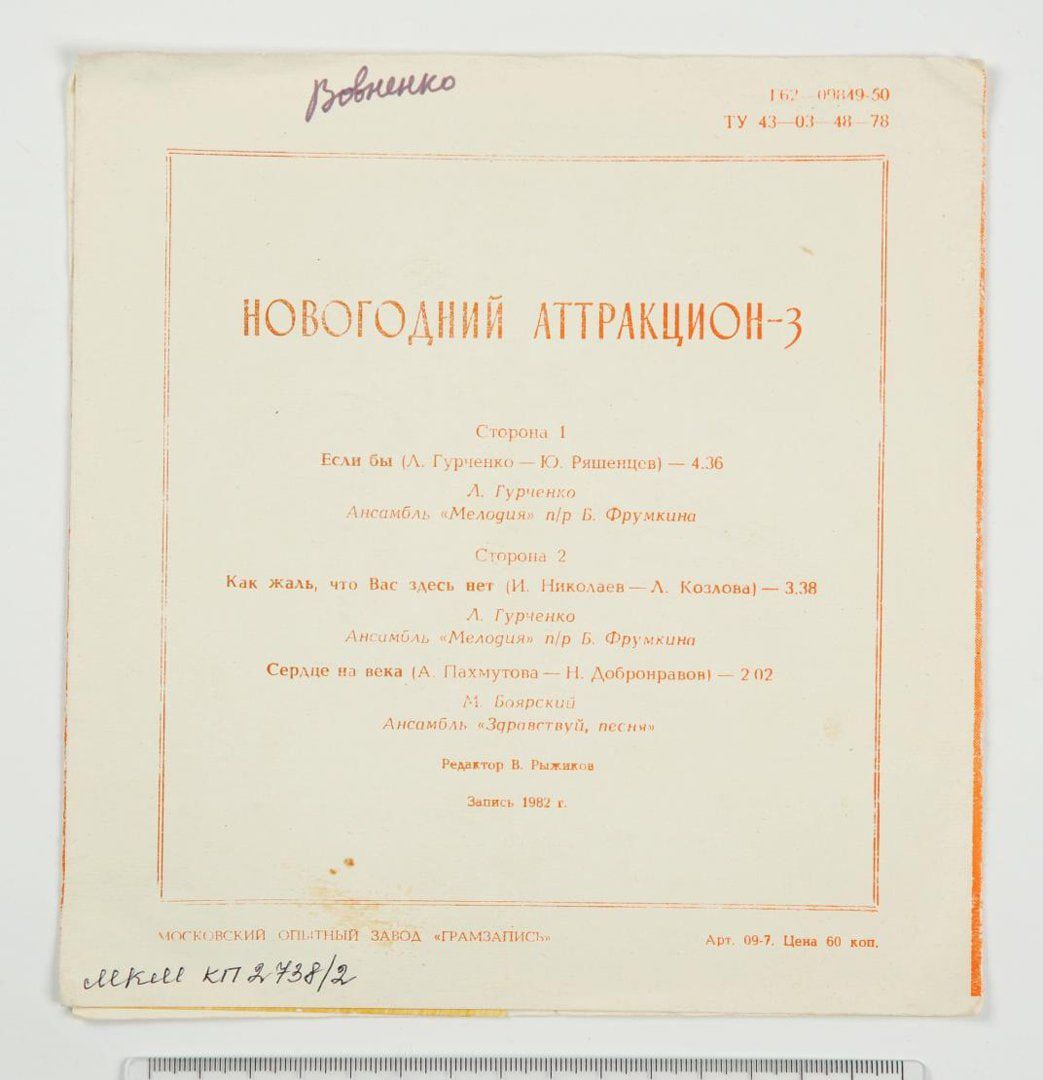 Вовненко
Г62—09849-50
ТУ 43—03—48—78
НОВОГОДНИЙ АТТРАКЦИОН-3
Сторона 1
Если бы (Л. Гурченко — Ю. Ряшенцев) — 4.36
Л. Гурченко
Ансамбль «Мелодия» п/р Б. Фрумкина
Сторона 2
Как жаль, что Вас здесь нет (И. Николаев — Л. Козлова) — 3.38
Л. Гурченко
Ансамбль «Мелодия» п/р Б. Фрумкина
Сердце на века (А. Пахмутова — Н. Добронравов) — 2 02
М. Боярский
Ансамбль «Здравствуй, песня»
Редактор В. Рыжиков
Запись 1982 г.
МОСКОВСКИЙ ОПЫТНЫЙ ЗАВОД «ГРАМЗАПИСЬ»
Арт. 09-7. Цена 60 коп.
МКМ КП 2738/2